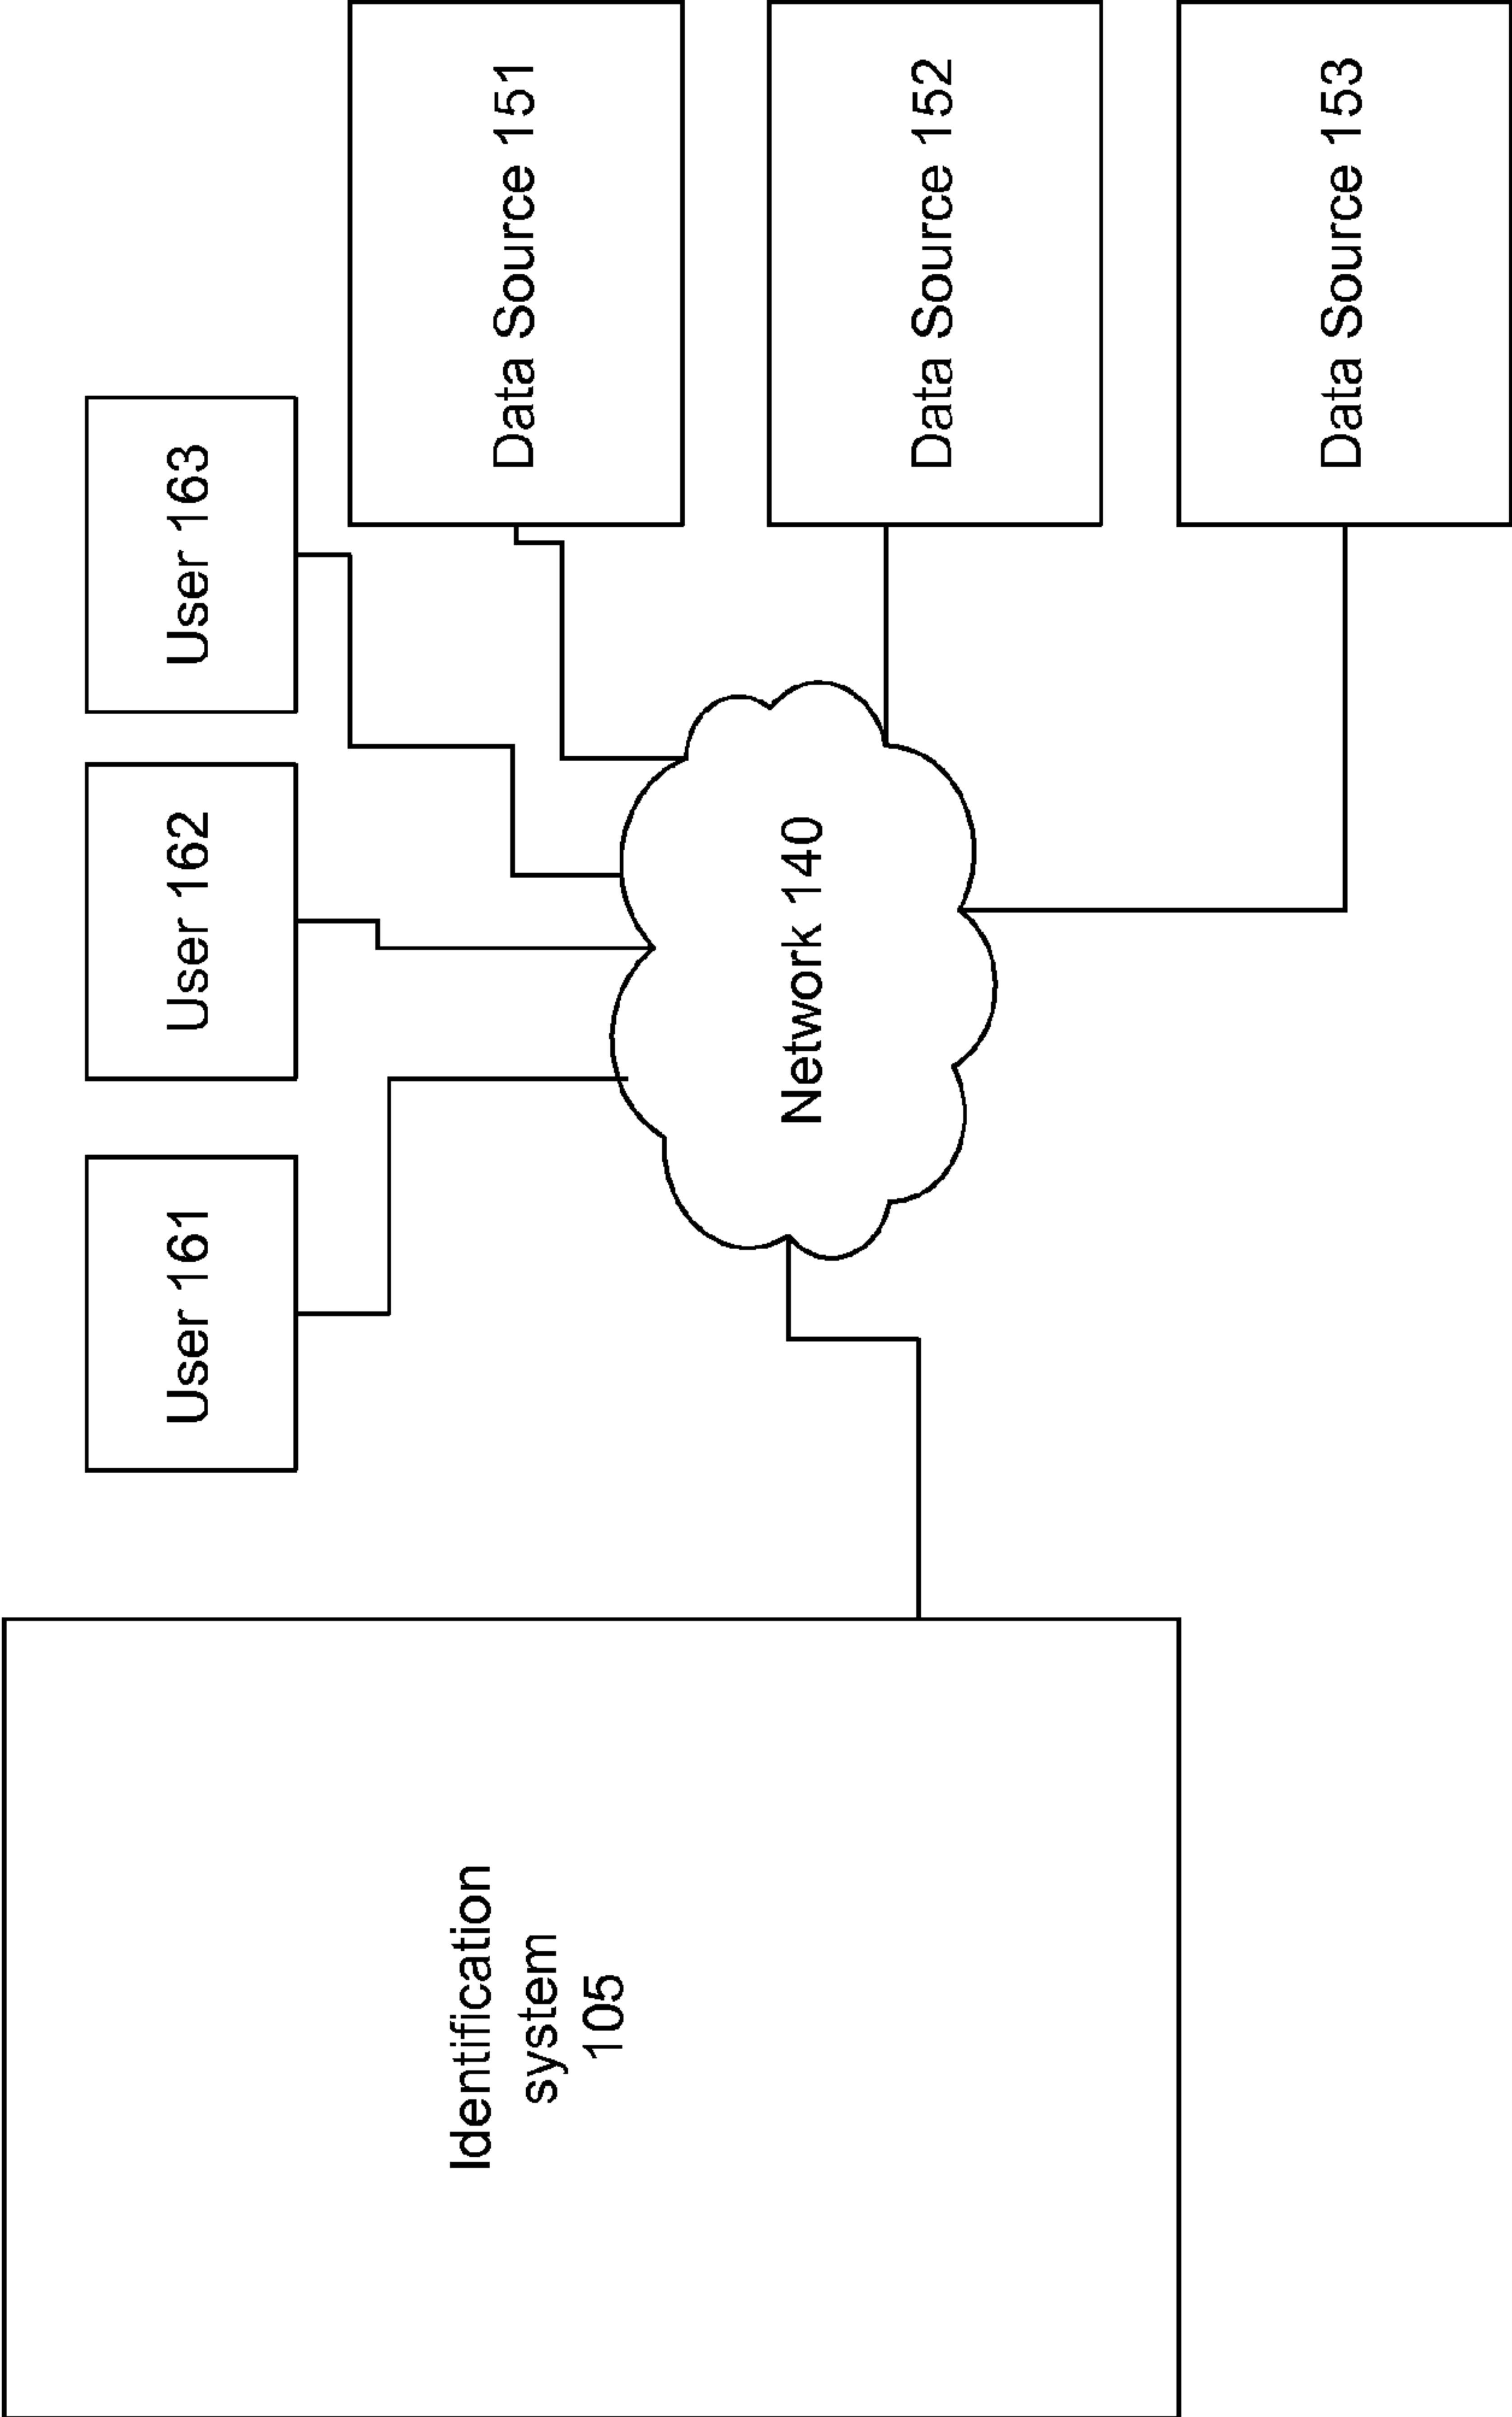 User 161
User 162
User 163
Data Source 151
Data Source 152
Data Source 153
Network 140
Identification
system
105